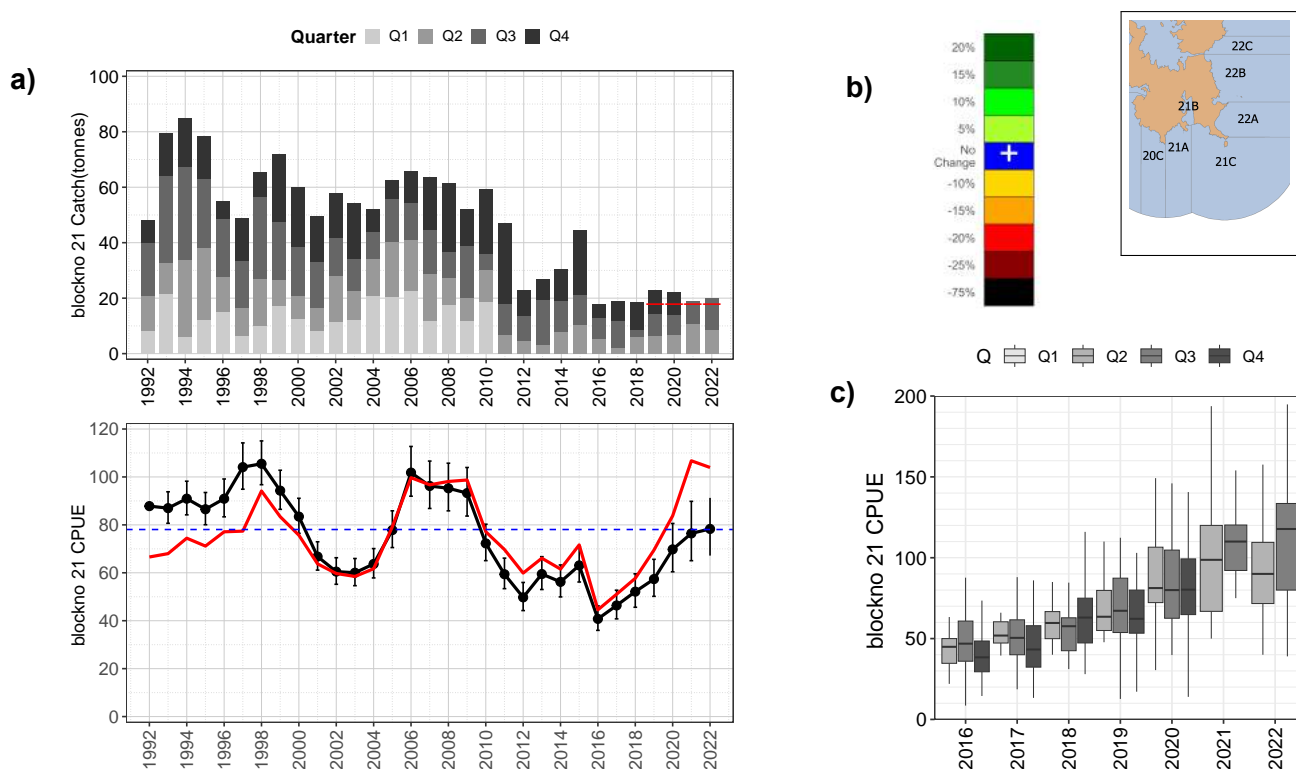 Quarter Q1 Q2 Q3 Q4
a)
blockno 21 Catch(tonnes)
100
80
60
40
20
0
1992 1994 1996 1998 2000 2002 2004 2006 2008 2010 2012 2014 2016 2018 2020 2022
blockno 21 CPUE
120
100
80
60
40
20
0
1992 1994 1996 1998 2000 2002 2004 2006 2008 2010 2012 2014 2016 2018 2020 2022
b)
20%
15%
10%
5%
No
Change
+
-10%
-15%
-20%
-25%
-75%
22C
22B
21B
22A
20C 21A
21C
Q Q1 Q2 Q3 Q4
c)
blockno 21 CPUE
200
150
100
50
0
2016 2017 2018 2019 2020 2021 2022